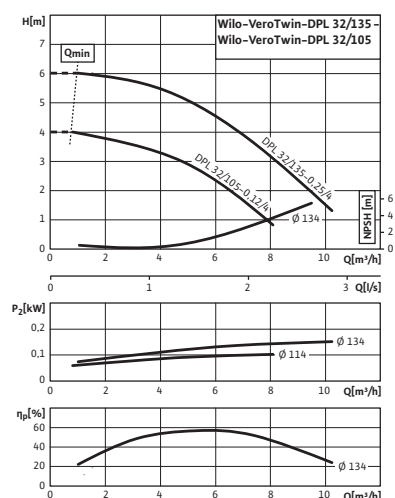 H[m]
Wilo-VeroTwin-DPL 32/135 -
Wilo-VeroTwin-DPL 32/105
7
Qmin
6
5
4
3
2
1
0
DPL 32/135-0,25/4
DPL 32/105-0,12/4
Ø 134
NPSH [m]
6
4
2
0
0 2 4 6 8 10 Q[m³/h]
0 1 2 Q[l/s] 3
P₂[kW]
0,2
0,1
0
Ø 134
Ø 114
0 2 4 6 8 10 Q[m³/h]
ηp[%]
60
40
20
0
Ø 134
0 2 4 6 8 10 Q[m³/h]